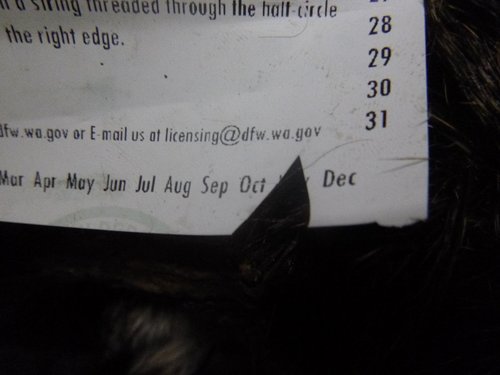 a string threaded through the half-circle
the right edge.
28
29
30
31
dfw.wa.gov or E-mail us at licensing@dfw.wa.gov
Mar Apr May Jun Jul Aug Sep Oct Dec